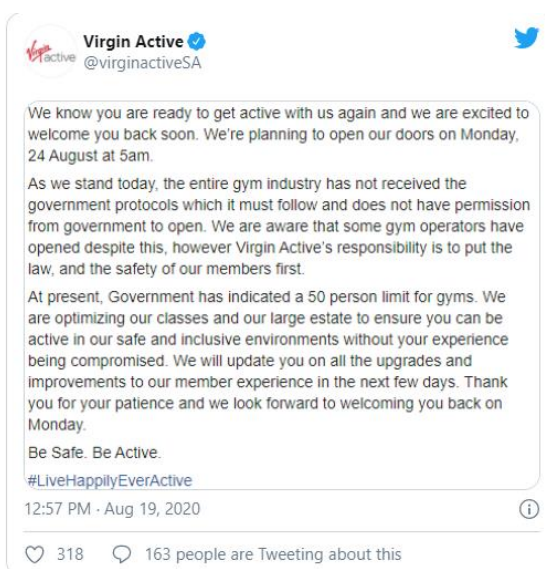 Virgin active
Virgin Active
@virginactiveSA
We know you are ready to get active with us again and we are excited to
welcome you back soon. We're planning to open our doors on Monday,
24 August at 5am.
As we stand today, the entire gym industry has not received the
government protocols which it must follow and does not have permission
from government to open. We are aware that some gym operators have
opened despite this, however Virgin Active's responsibility is to put the
law, and the safety of our members first.
At present, Government has indicated a 50 person limit for gyms. We
are optimizing our classes and our large estate to ensure you can be
active in our safe and inclusive environments without your experience
being compromised. We will update you on all the upgrades and
improvements to our member experience in the next few days. Thank
you for your patience and we look forward to welcoming you back on
Monday.
Be Safe. Be Active.
#LiveHappilyEverActive
12:57 PM · Aug 19, 2020
318 163 people are Tweeting about this